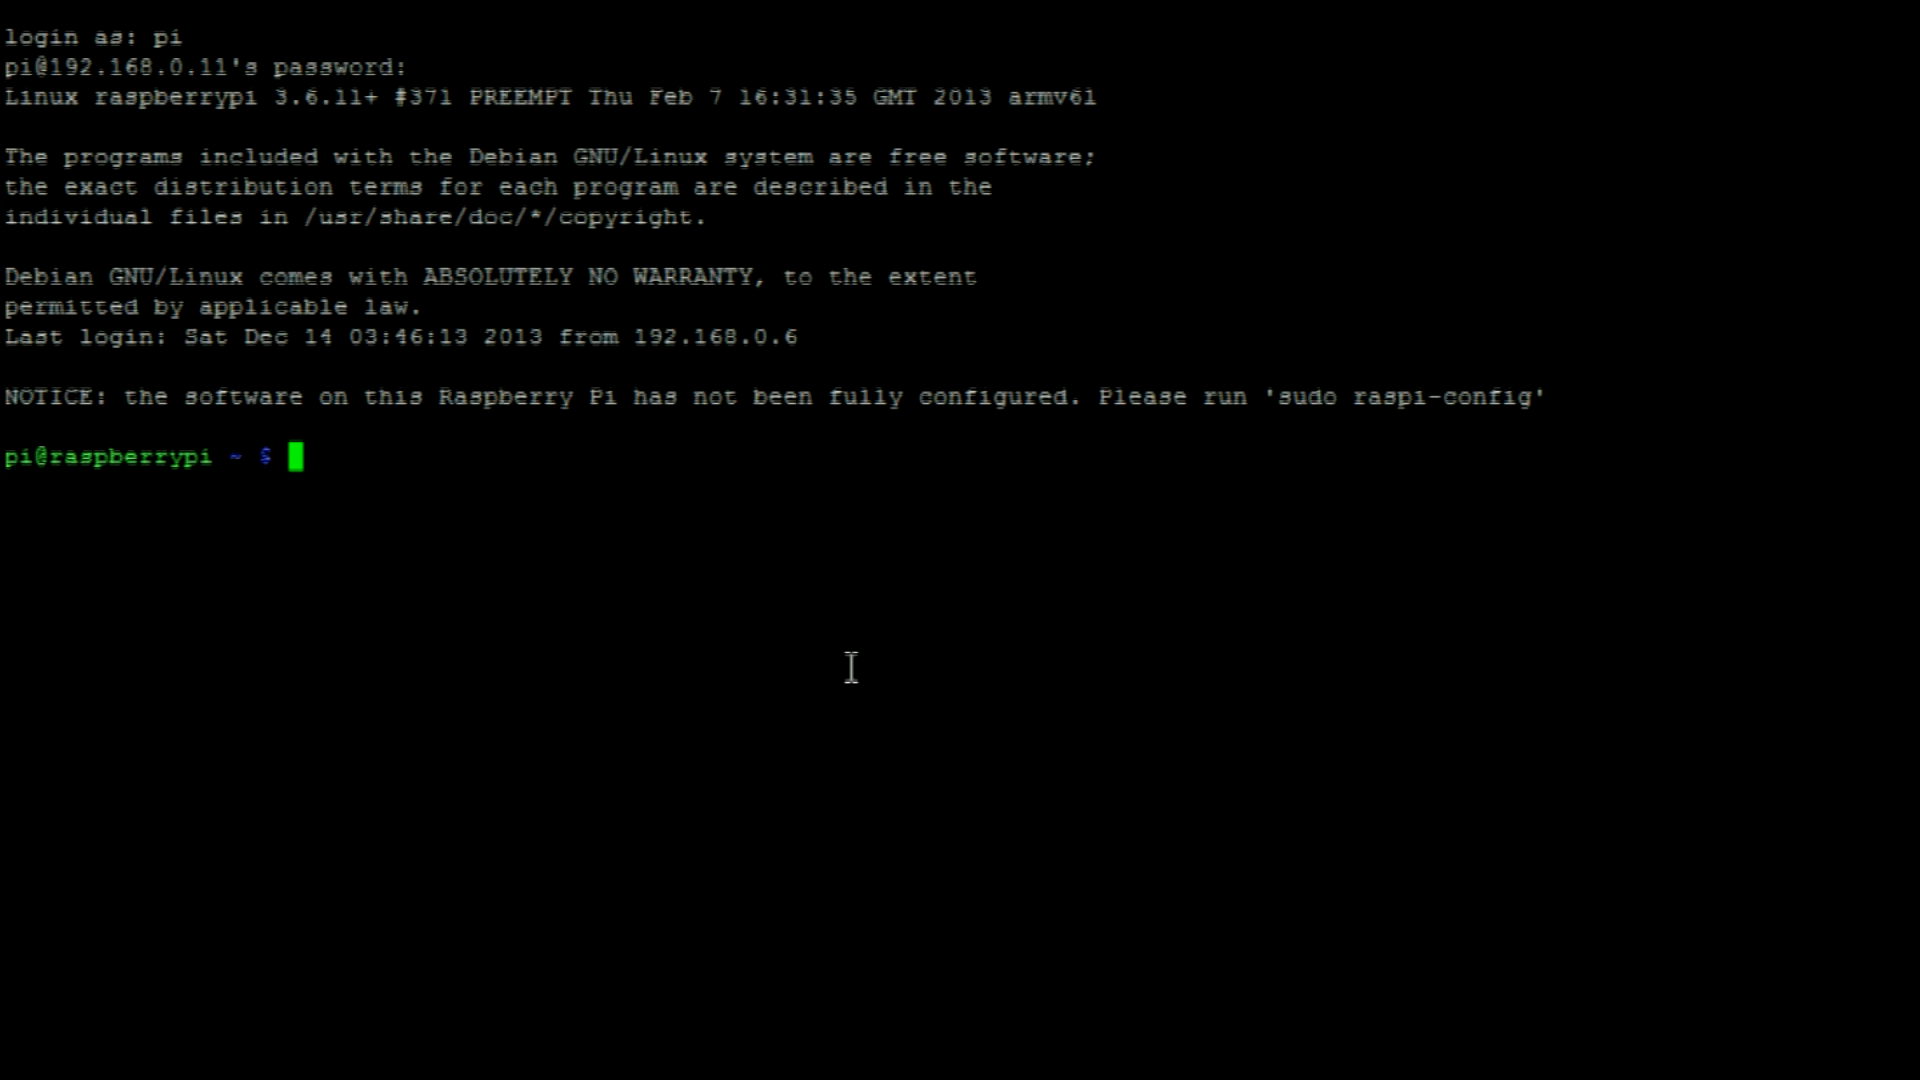 login as: pi
pi@192.168.0.11's password:
Linux raspberrypi 3.6.11+ #371 PREEMPT Thu Feb 7 16:31:35 GMT 2013 armv6l
The programs included with the Debian GNU/Linux system are free software;
the exact distribution terms for each program are described in the
individual files in /usr/share/doc/*/copyright.
Debian GNU/Linux comes with ABSOLUTELY NO WARRANTY, to the extent
permitted by applicable law.
Last login: Sat Dec 14 03:46:13 2013 from 192.168.0.6
NOTICE: the software on this Raspberry Pi has not been fully configured. Please run 'sudo raspi-config'
pi@raspberrypi ~ $